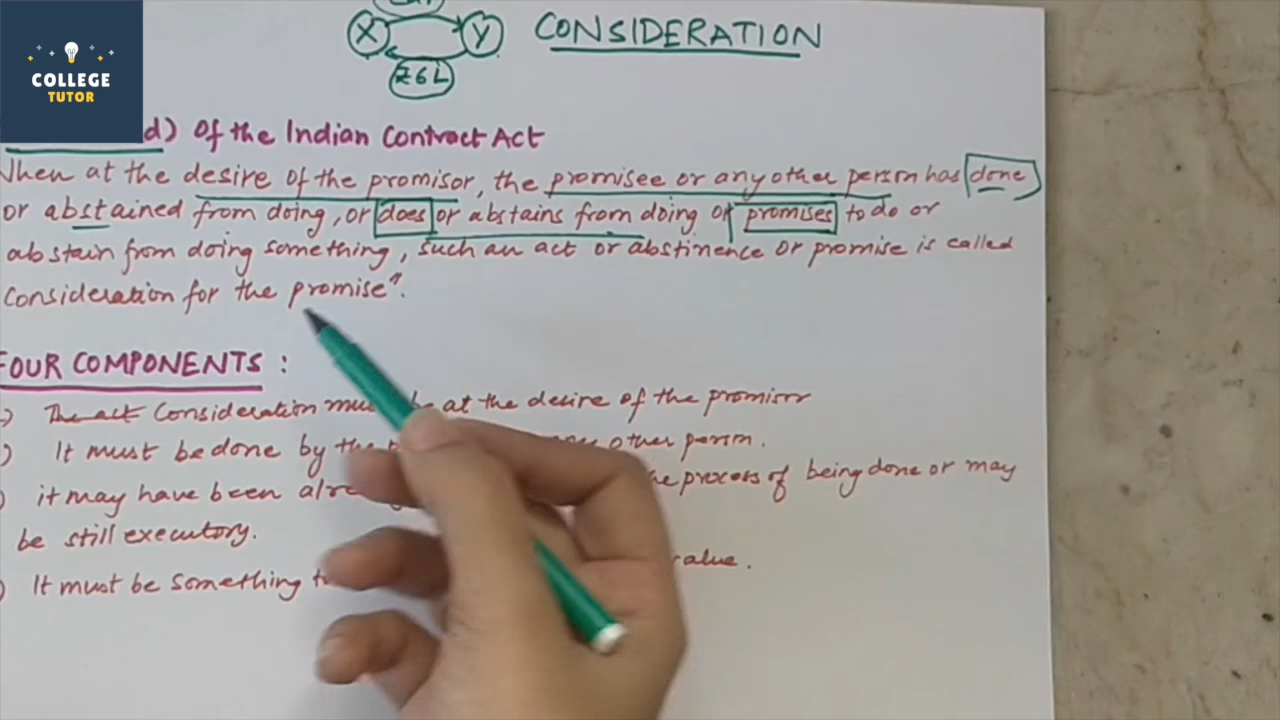 X Y CONSIDERATION
₹6L
COLLEGE
TUTOR
d) Of the Indian Contract Act
When at the desire of the promisor, the promisee or any other person has done
or abstained from doing, or does or abstains from doing or promises to do or
abstain from doing something, such an act or abstinence or promise is called
Consideration for the promise".
FOUR COMPONENTS :
The act Consideration must be at the desire of the promisor
It must be done by the other person.
it may have been process of being done or may
be still executory.
It must be something value.